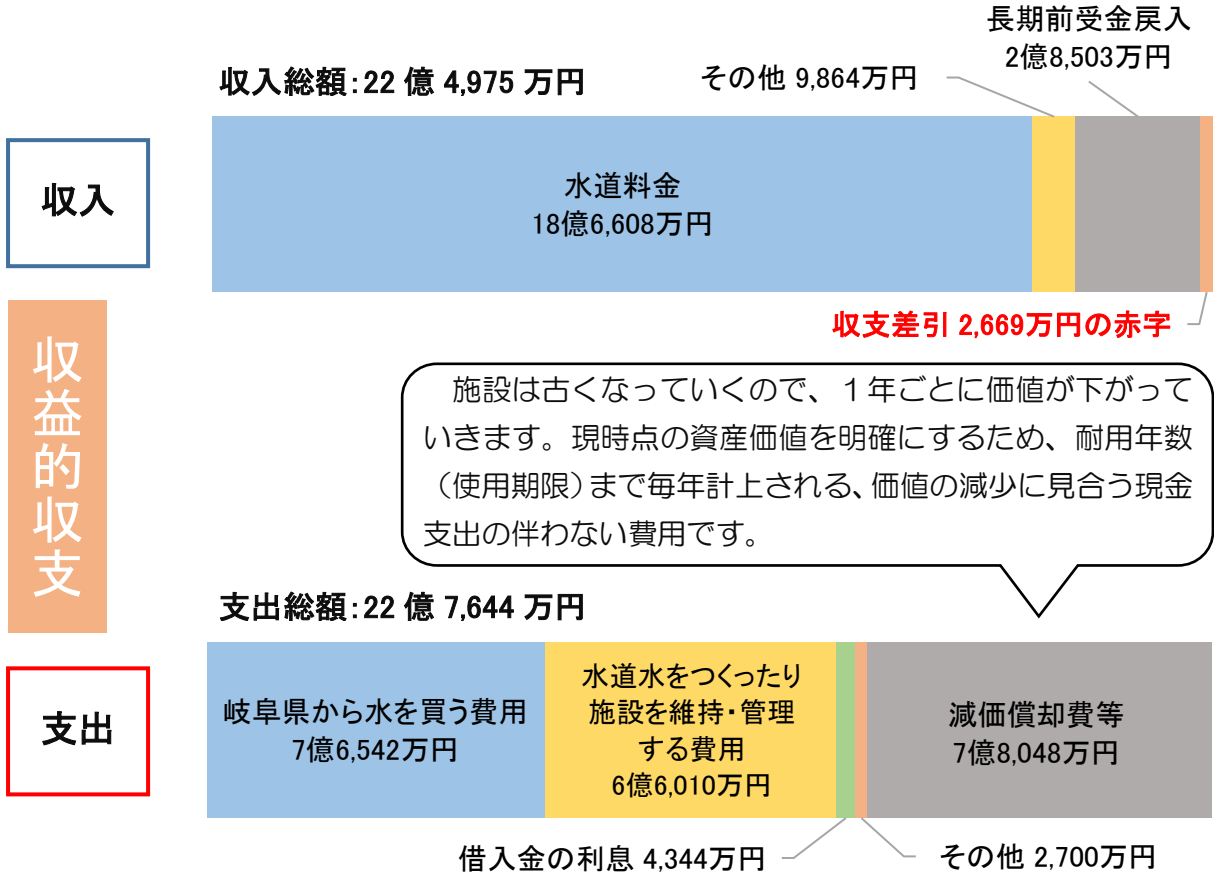 長期前受金戻入
2億8,503万円
収入総額：22 億 4,975 万円
その他 9,864万円
収入
水道料金
18億6,608万円
収支差引 2,669万円の赤字
収益的収支
施設は古くなっていくので、１年ごとに価値が下がって
いきます。現時点の資産価値を明確にするため、耐用年数
（使用期限）まで毎年計上される、価値の減少に見合う現金
支出の伴わない費用です。
支出総額：22 億 7,644 万円
支出
岐阜県から水を買う費用
7億6,542万円
水道水をつくったり
施設を維持・管理
する費用
6億6,010万円
減価償却費等
7億8,048万円
借入金の利息 4,344万円
その他 2,700万円